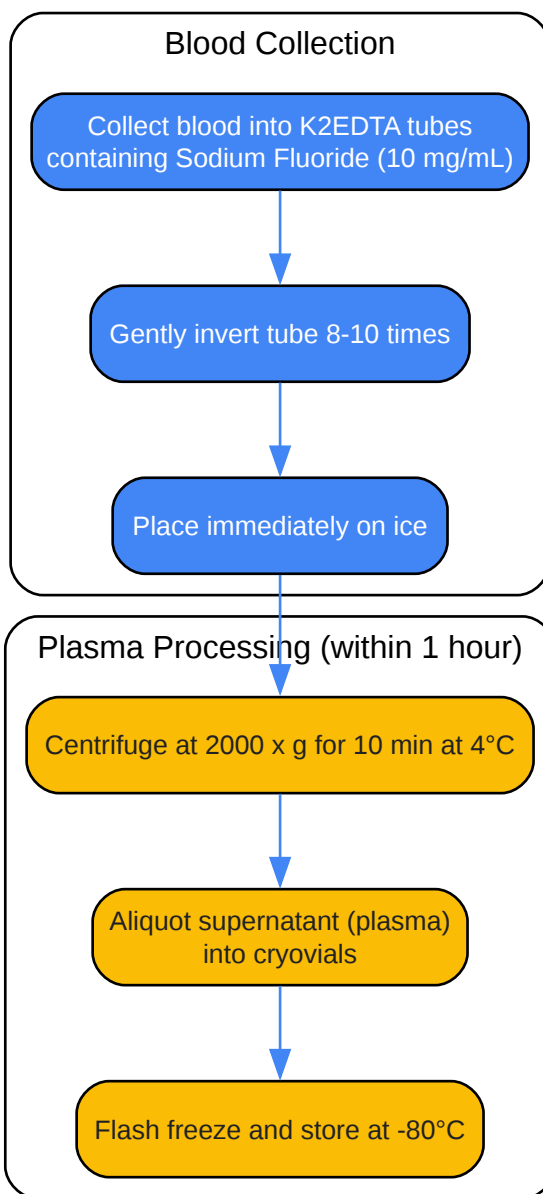 Blood Collection
Collect blood into K2EDTA tubes
containing Sodium Fluoride (10 mg/mL)
Gently invert tube 8-10 times
Place immediately on ice
Plasma Processing (within 1 hour)
Centrifuge at 2000 x g for 10 min at 4°C
Aliquot supernatant (plasma)
into cryovials
Flash freeze and store at -80°C